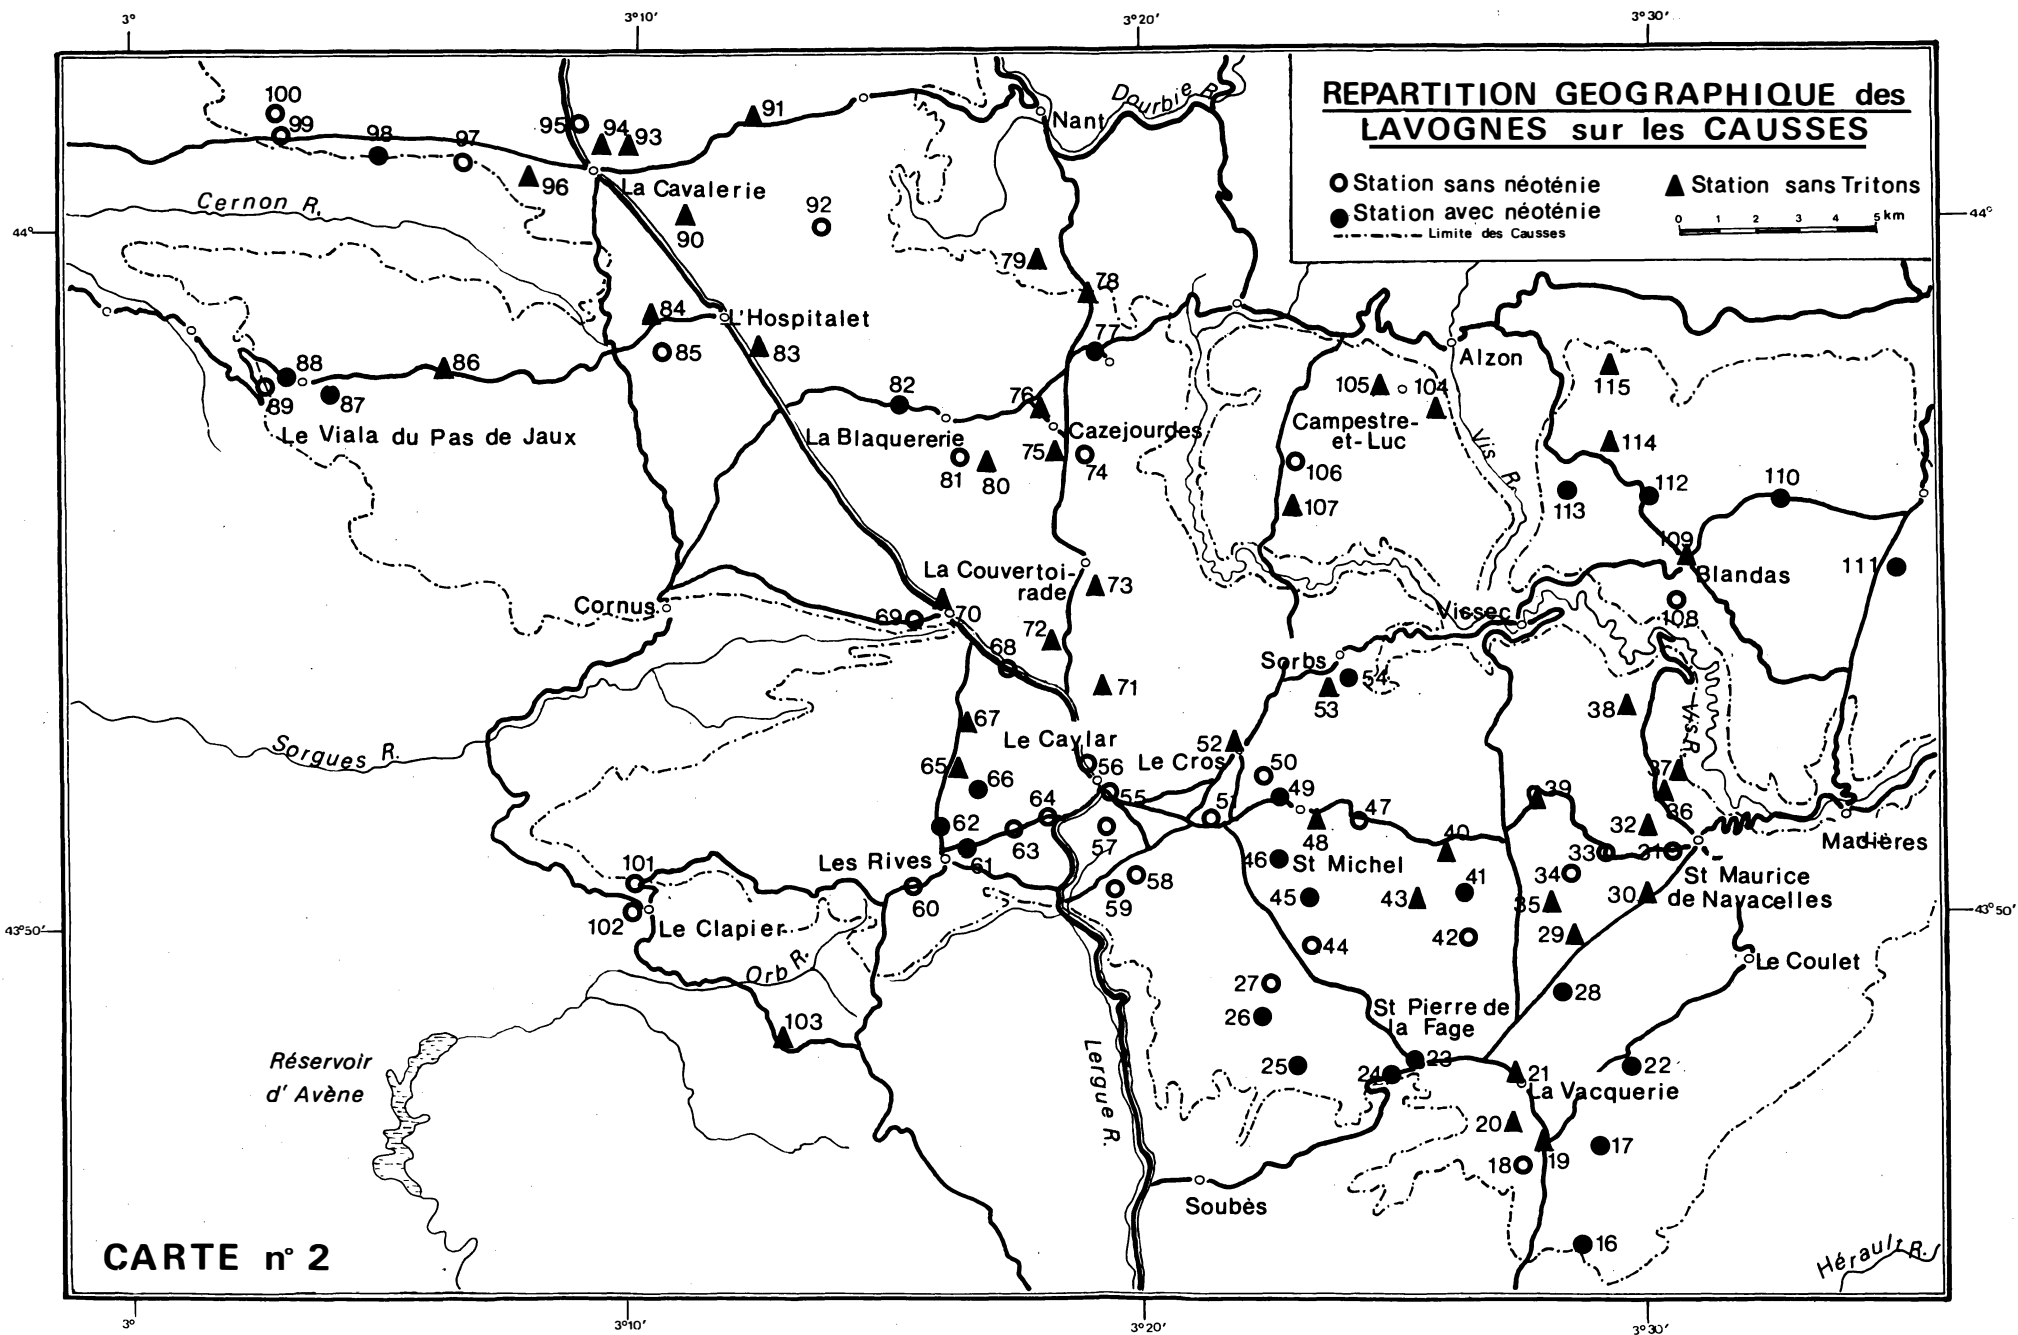 3° 3°10' 3°20' 3°30'
REPARTITION GEOGRAPHIQUE des
LAVOGNES sur les CAUSSES
Station sans néoténie
Station sans Tritons
Station avec néoténie
0 1 2 3 4 5 km
Limite des Causses
44° 44°
100
99
98
97
95
94
93
91
96
La Cavalerie
90
92
Nant
Dourbie R.
Cernon R.
79
78
84
L'Hospitalet
85
83
77
88
86
89
87
82
76
Le Viala du Pas de Jaux
La Blaquererie
Cazejourdes
81
80
75
74
Alzon
105
104
115
Campestre-
et-Luc
Vis R.
114
106
107
113
112
110
109
Blandas
111
108
Cornus
La Couvertoi-
rade
69
70
73
72
68
71
Vissec
Sorbs
54
53
38
Vis R.
67
Sorgues R.
Le Caylar
52
Le Cros
65
66
56
55
50
49
51
47
37
39
36
32
64
62
63
57
48
40
Madières
Les Rives
61
46
St Michel
33
31
34
St Maurice
de Navacelles
101
60
58
59
45
43
41
35
30
102
Le Clapier
44
42
29
43°50' 43°50'
Orb R.
Le Coulet
27
28
26
St Pierre de
la Fage
103
Réservoir
d'Avène
Lergue R.
25
24
23
21
22
La Vacquerie
20
19
17
18
Soubès
16
Hérault R.
CARTE n° 2
3° 3°10' 3°20' 3°30'